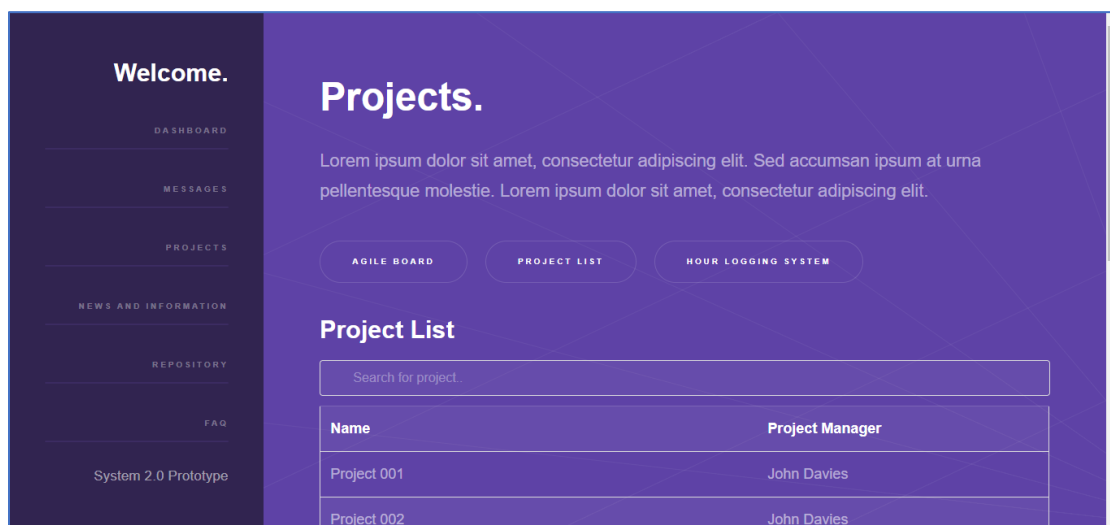 Welcome.
DASHBOARD
MESSAGES
PROJECTS
NEWS AND INFORMATION
REPOSITORY
FAQ
System 2.0 Prototype
Projects.
Lorem ipsum dolor sit amet, consectetur adipiscing elit. Sed accumsan ipsum at urna
pellentesque molestie. Lorem ipsum dolor sit amet, consectetur adipiscing elit.
AGILE BOARD PROJECT LIST HOUR LOGGING SYSTEM
Project List
Search for project..
Name Project Manager
Project 001 John Davies
Project 002 John Davies